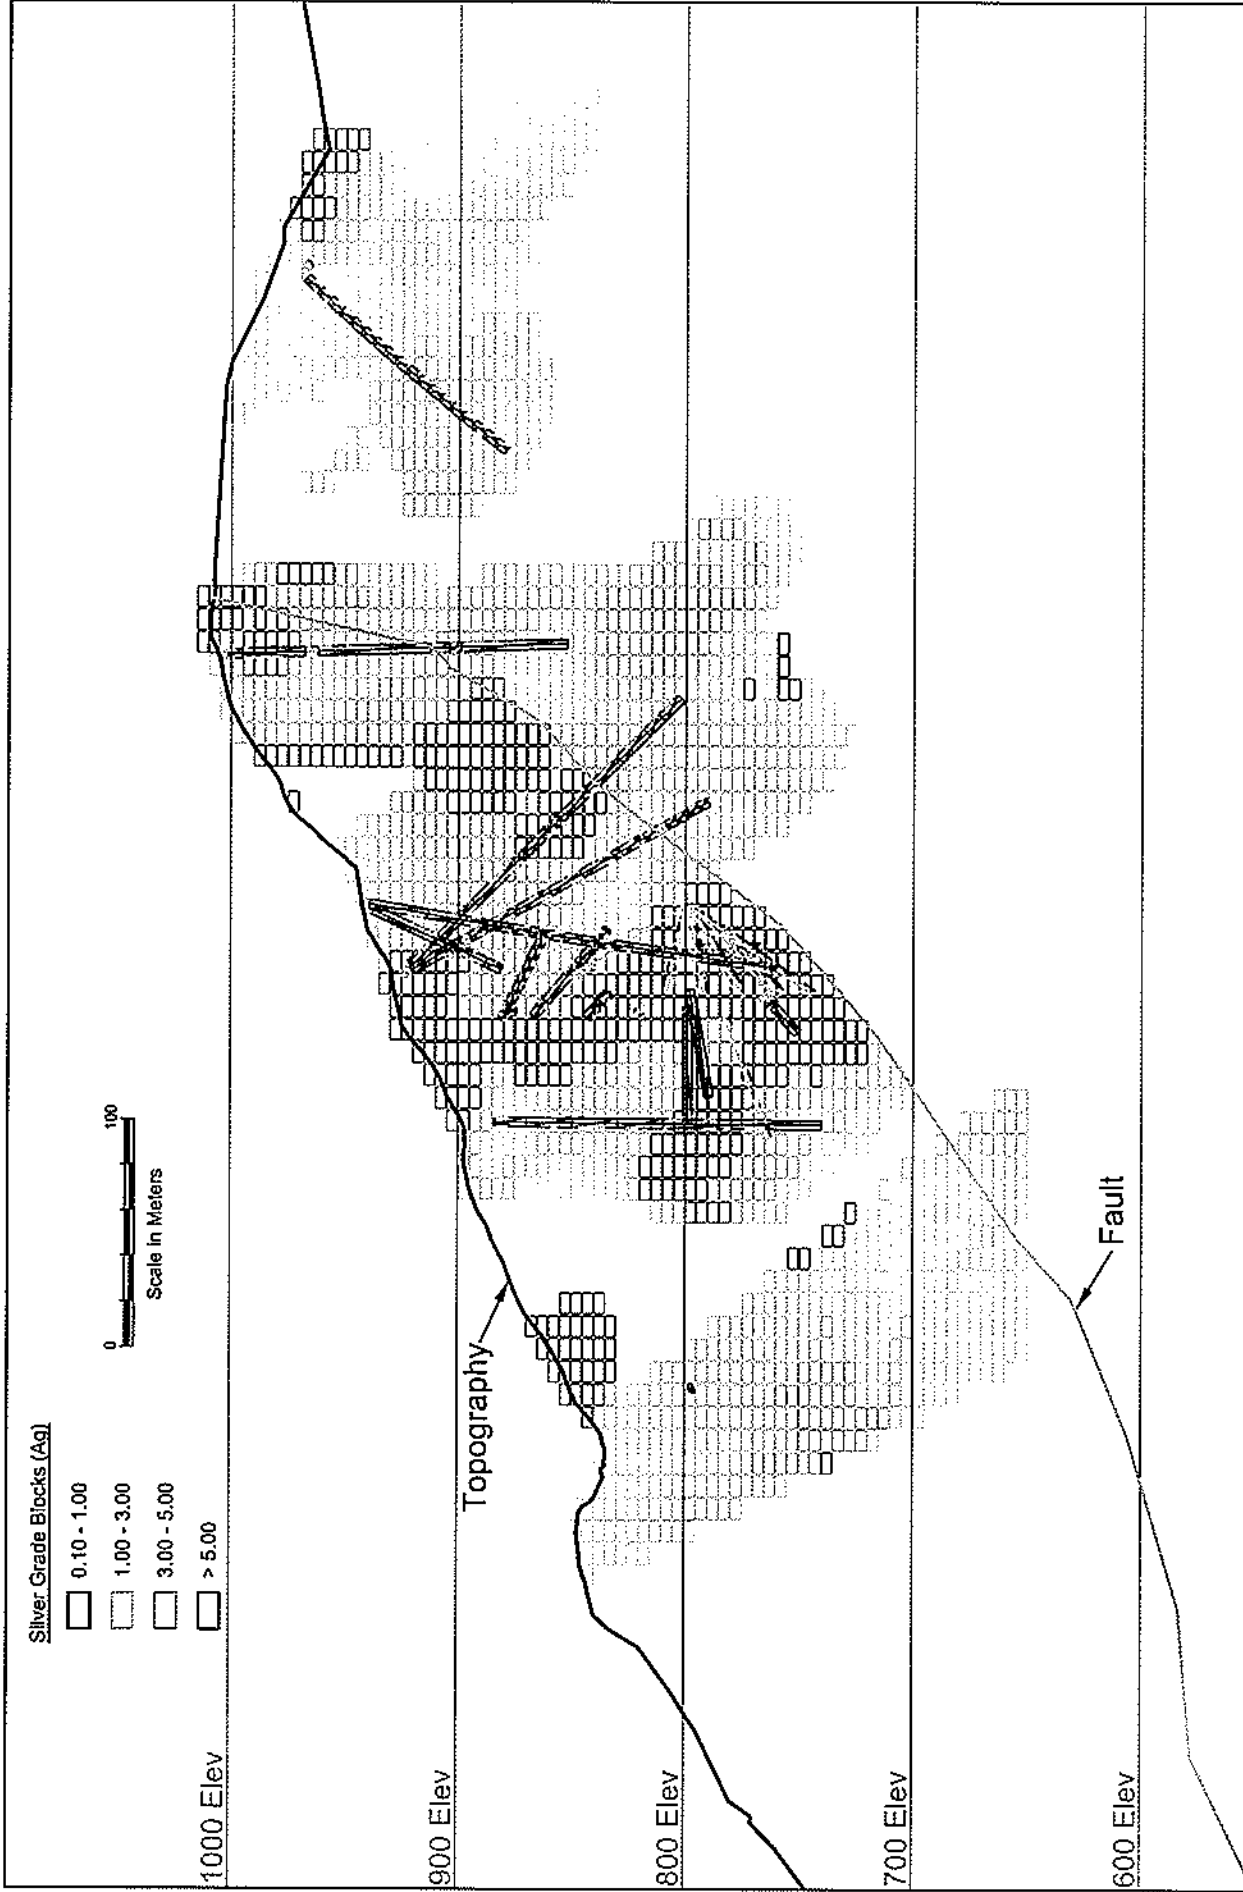 Silver Grade Blocks (Ag)
0.10 - 1.00
1.00 - 3.00
3.00 - 5.00
> 5.00
0
100
Scale in Meters
1000 Elev
900 Elev
800 Elev
700 Elev
600 Elev
Topography
Fault